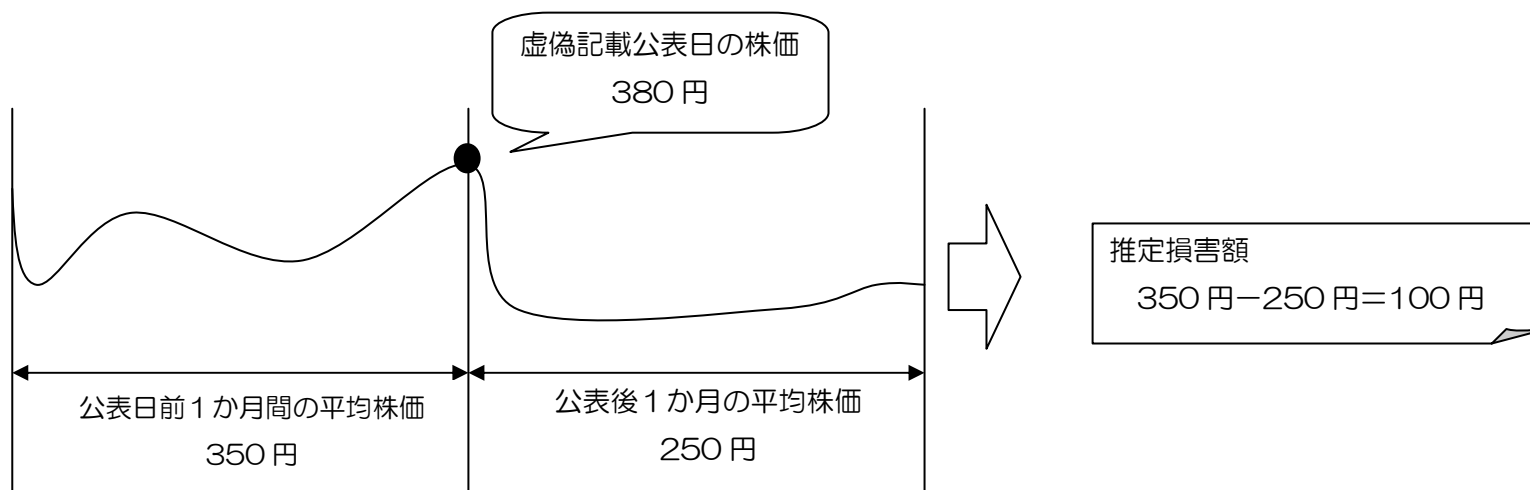 虚偽記載公表日の株価
380円
推定損害額
350円－250円＝100円
公表日前1か月間の平均株価
350円
公表後1か月の平均株価
250円